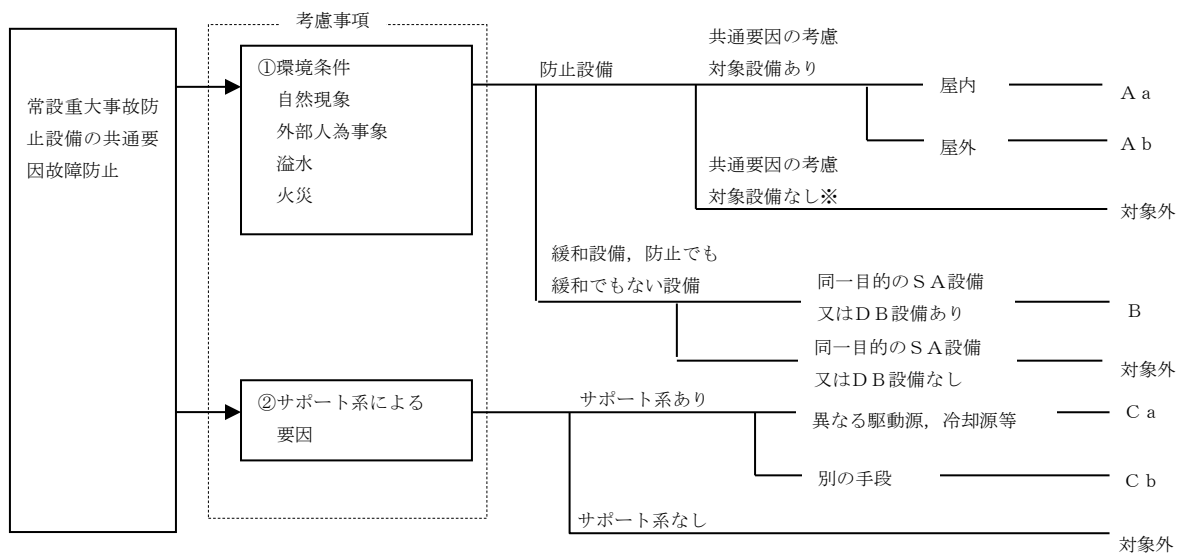 考慮事項
常設重大事故防
止設備の共通要
因故障防止
①環境条件
自然現象
外部人為事象
溢水
火災
防止設備
共通要因の考慮
対象設備あり
屋内
Ａａ
屋外
Ａｂ
共通要因の考慮
対象設備なし※
対象外
緩和設備，防止でも
緩和でもない設備
同一目的のＳＡ設備
又はＤＢ設備あり
Ｂ
同一目的のＳＡ設備
又はＤＢ設備なし
対象外
②サポート系による
要因
サポート系あり
異なる駆動源，冷却源等
Ｃａ
別の手段
Ｃｂ
サポート系なし
対象外